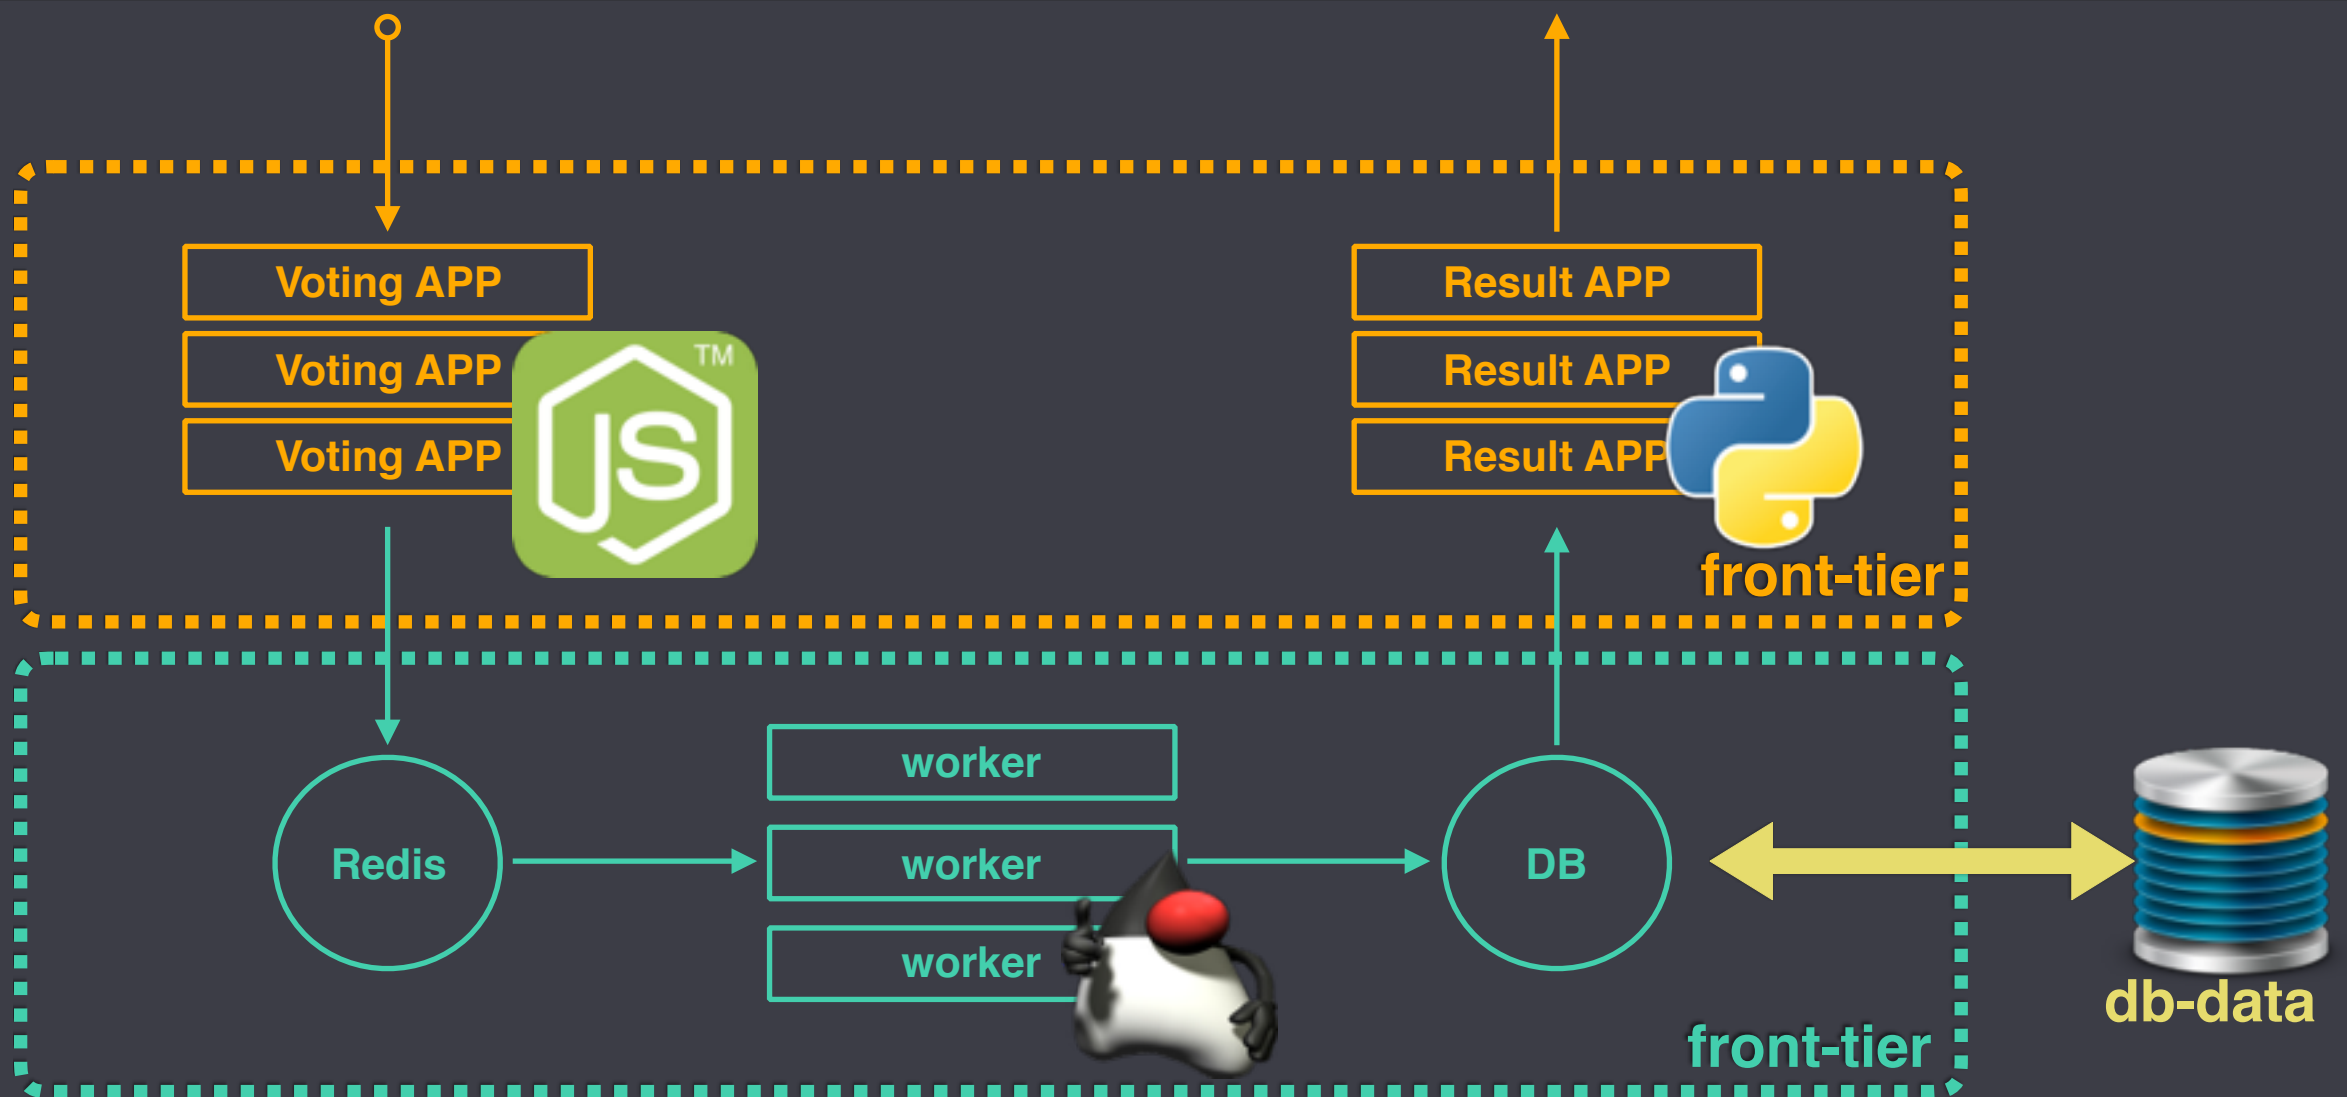 Voting APP
Voting APP
Voting APP
TM
JS
Result APP
Result APP
Result APP
front-tier
Redis
worker
worker
worker
DB
db-data
front-tier